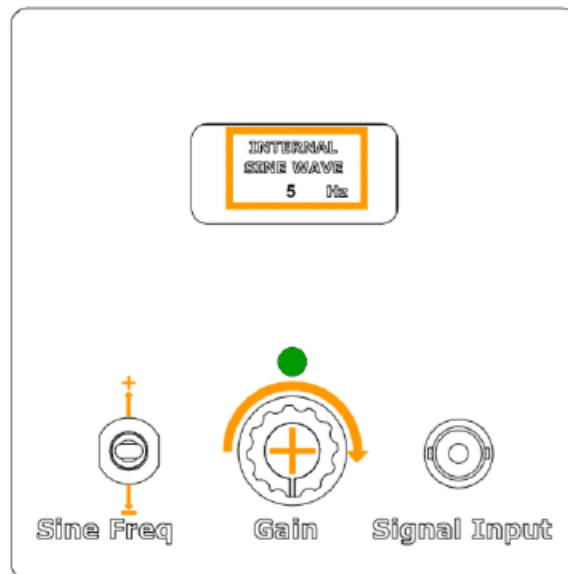 INTERNAL
SINE WAVE
5 Hz
+
Sine Freq Gain Signal Input